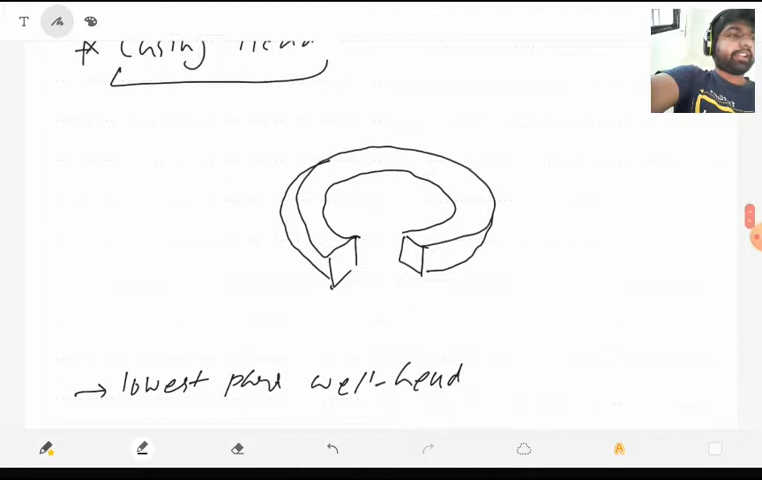 * Casing Head
T
→ lowest part well-head
A